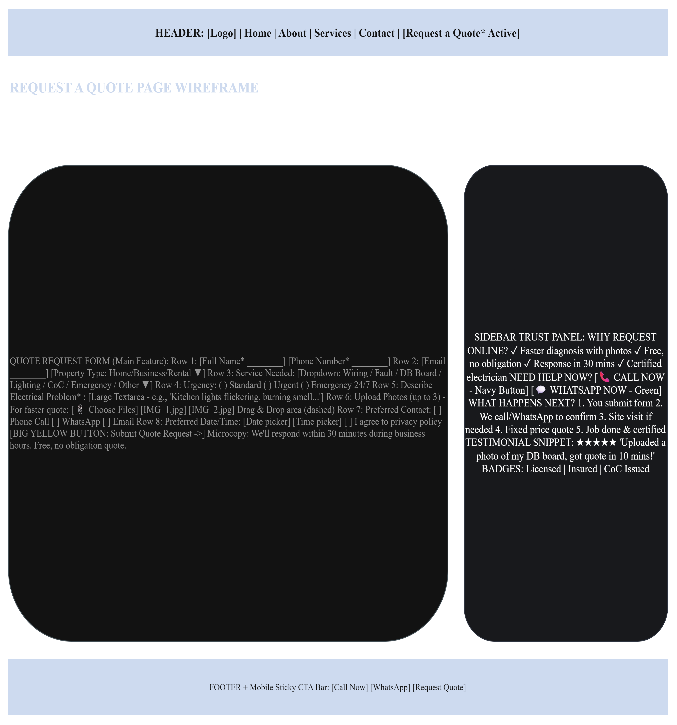 HEADER: [Logo] | Home | About | Services | Contact | [Request a Quote* Active]
REQUEST A QUOTE PAGE WIREFRAME
QUOTE REQUEST FORM (Main Feature): Row 1: [Full Name* ________] [Phone Number* ________] Row 2: [Email
________] [Property Type: Home/Business/Rental ▼] Row 3: Service Needed: [Dropdown: Wiring / Fault / DB Board /
Lighting / CoC / Emergency / Other ▼] Row 4: Urgency: ( ) Standard ( ) Urgent ( ) Emergency 24/7 Row 5: Describe
Electrical Problem* : [Large Textarea - e.g., 'Kitchen lights flickering, burning smell...'] Row 6: Upload Photos (up to 3) -
For faster quote: [📎 Choose Files] [IMG_1.jpg] [IMG_2.jpg] Drag & Drop area (dashed) Row 7: Preferred Contact: [ ]
Phone Call [ ] WhatsApp [ ] Email Row 8: Preferred Date/Time: [Date picker] [Time picker] [ ] I agree to privacy policy
[BIG YELLOW BUTTON: Submit Quote Request ->] Microcopy: We'll respond within 30 minutes during business
hours. Free, no obligation quote.
SIDEBAR TRUST PANEL: WHY REQUEST
ONLINE? ✓ Faster diagnosis with photos ✓ Free,
no obligation ✓ Response in 30 mins ✓ Certified
electrician NEED HELP NOW? [📞 CALL NOW
- Navy Button] [💬 WHATSAPP NOW - Green]
WHAT HAPPENS NEXT? 1. You submit form 2.
We call/WhatsApp to confirm 3. Site visit if
needed 4. Fixed price quote 5. Job done & certified
TESTIMONIAL SNIPPET: ★★★★★ 'Uploaded a
photo of my DB board, got quote in 10 mins!'
BADGES: Licensed | Insured | CoC Issued
FOOTER + Mobile Sticky CTA Bar: [Call Now] [WhatsApp] [Request Quote]